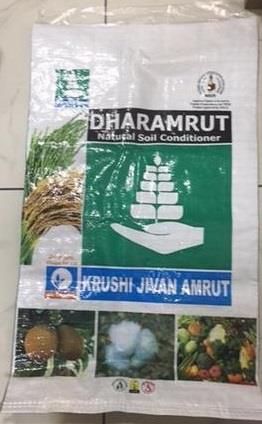 DHARAMRUT
Natural Soil Conditioner
KRUSHI JIVAN AMRUT